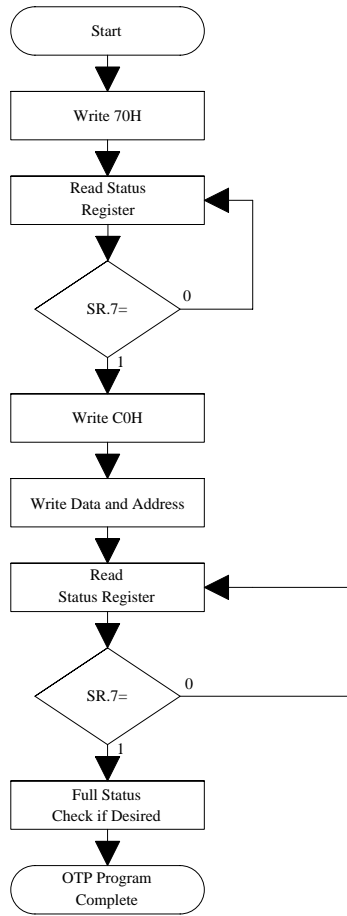 Start
Write 70H
Read Status
Register
0
SR.7=
1
Write C0H
Write Data and Address
Read
Status Register
0
SR.7=
1
Full Status
Check if Desired
OTP Program
Complete